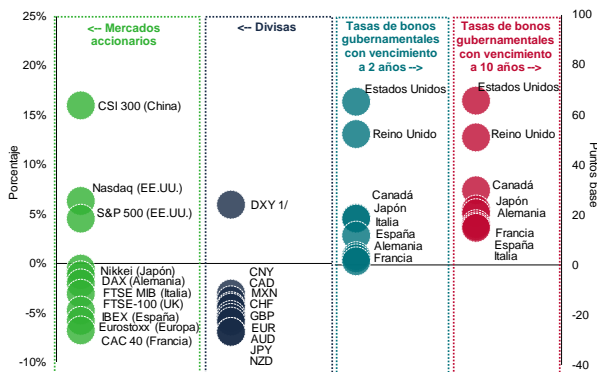 25%
20%
15%
10%
5%
0%
-5%
-10%
Porcentaje
<-- Mercados
accionarios
CSI 300 (China)
Nasdaq (EE.UU.)
S&P 500 (EE.UU.)
Nikkei (Japón)
DAX (Alemania)
FTSE MIB (Italia)
FTSE-100 (UK)
IBEX (España)
Eurostoxx (Europa)
CAC 40 (Francia)
<-- Divisas
DXY 1/
CNY
CAD
MXN
CHF
GBP
EUR
AUD
JPY
NZD
Tasas de bonos
gubernamentales
con vencimiento
a 2 años -->
Estados Unidos
Reino Unido
Canadá
Japón
Italia
España
Alemania
Francia
Tasas de bonos
gubernamentales
con vencimiento
a 10 años -->
Estados Unidos
Reino Unido
Canadá
Japón
Alemania
Francia
España
Italia
100
80
60
40
20
0
-20
-40
Puntos base